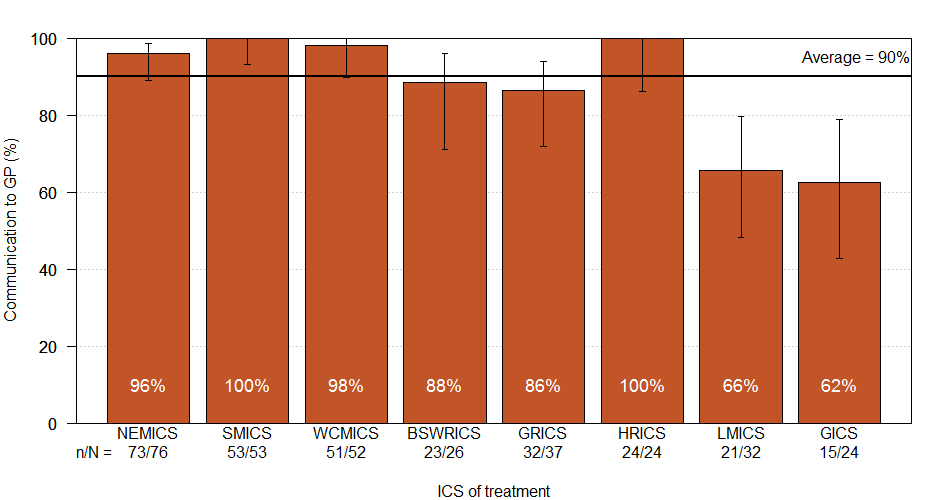 Communication to GP (%)
100
80
60
40
20
0
Average = 90%
96% 100% 98% 88% 86% 100% 66% 62%
NEMICS SMICS WCMICS BSWRICS GRICS HRICS LMICS GICS
n/N = 73/76 53/53 51/52 23/26 32/37 24/24 21/32 15/24
ICS of treatment